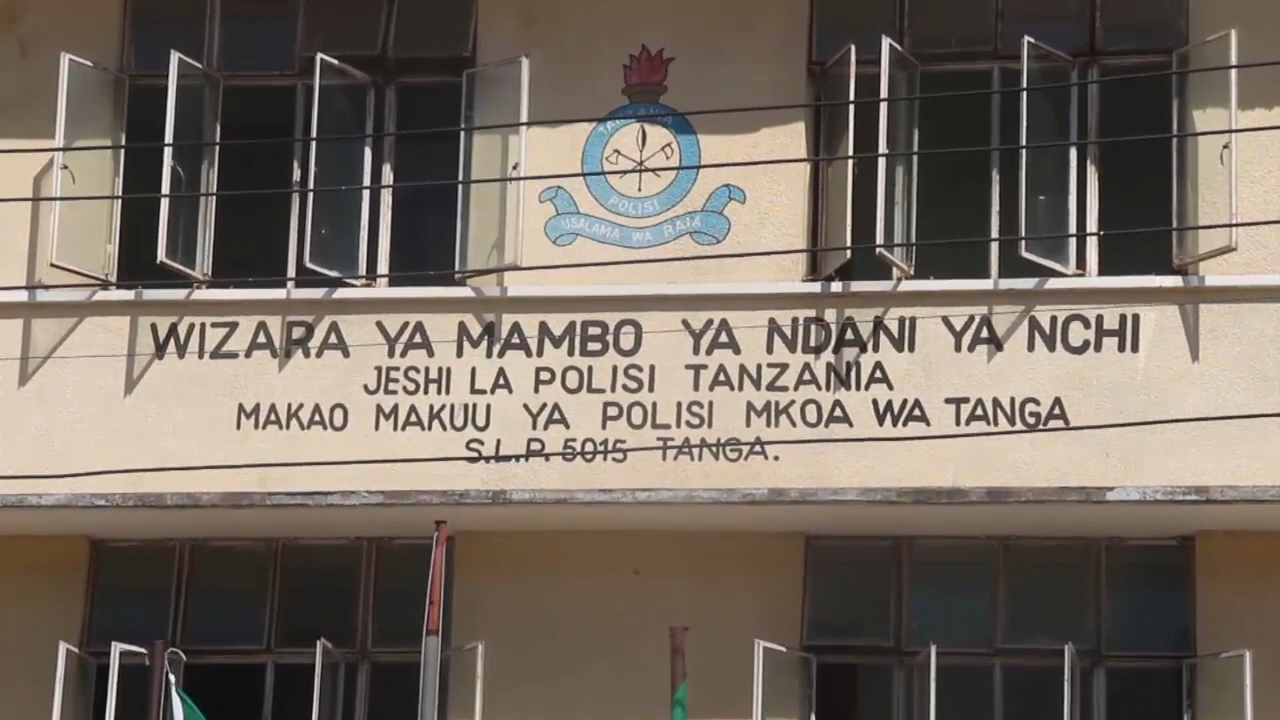 TANZANIA
POLISI
USALAMA WA RAIA
WIZARA YA MAMBO YA NDANI YA NCHI
JESHI LA POLISI TANZANIA
MAKAO MAKUU YA POLISI MKOA WA TANGA
S.L.P. 5015 TANGA.